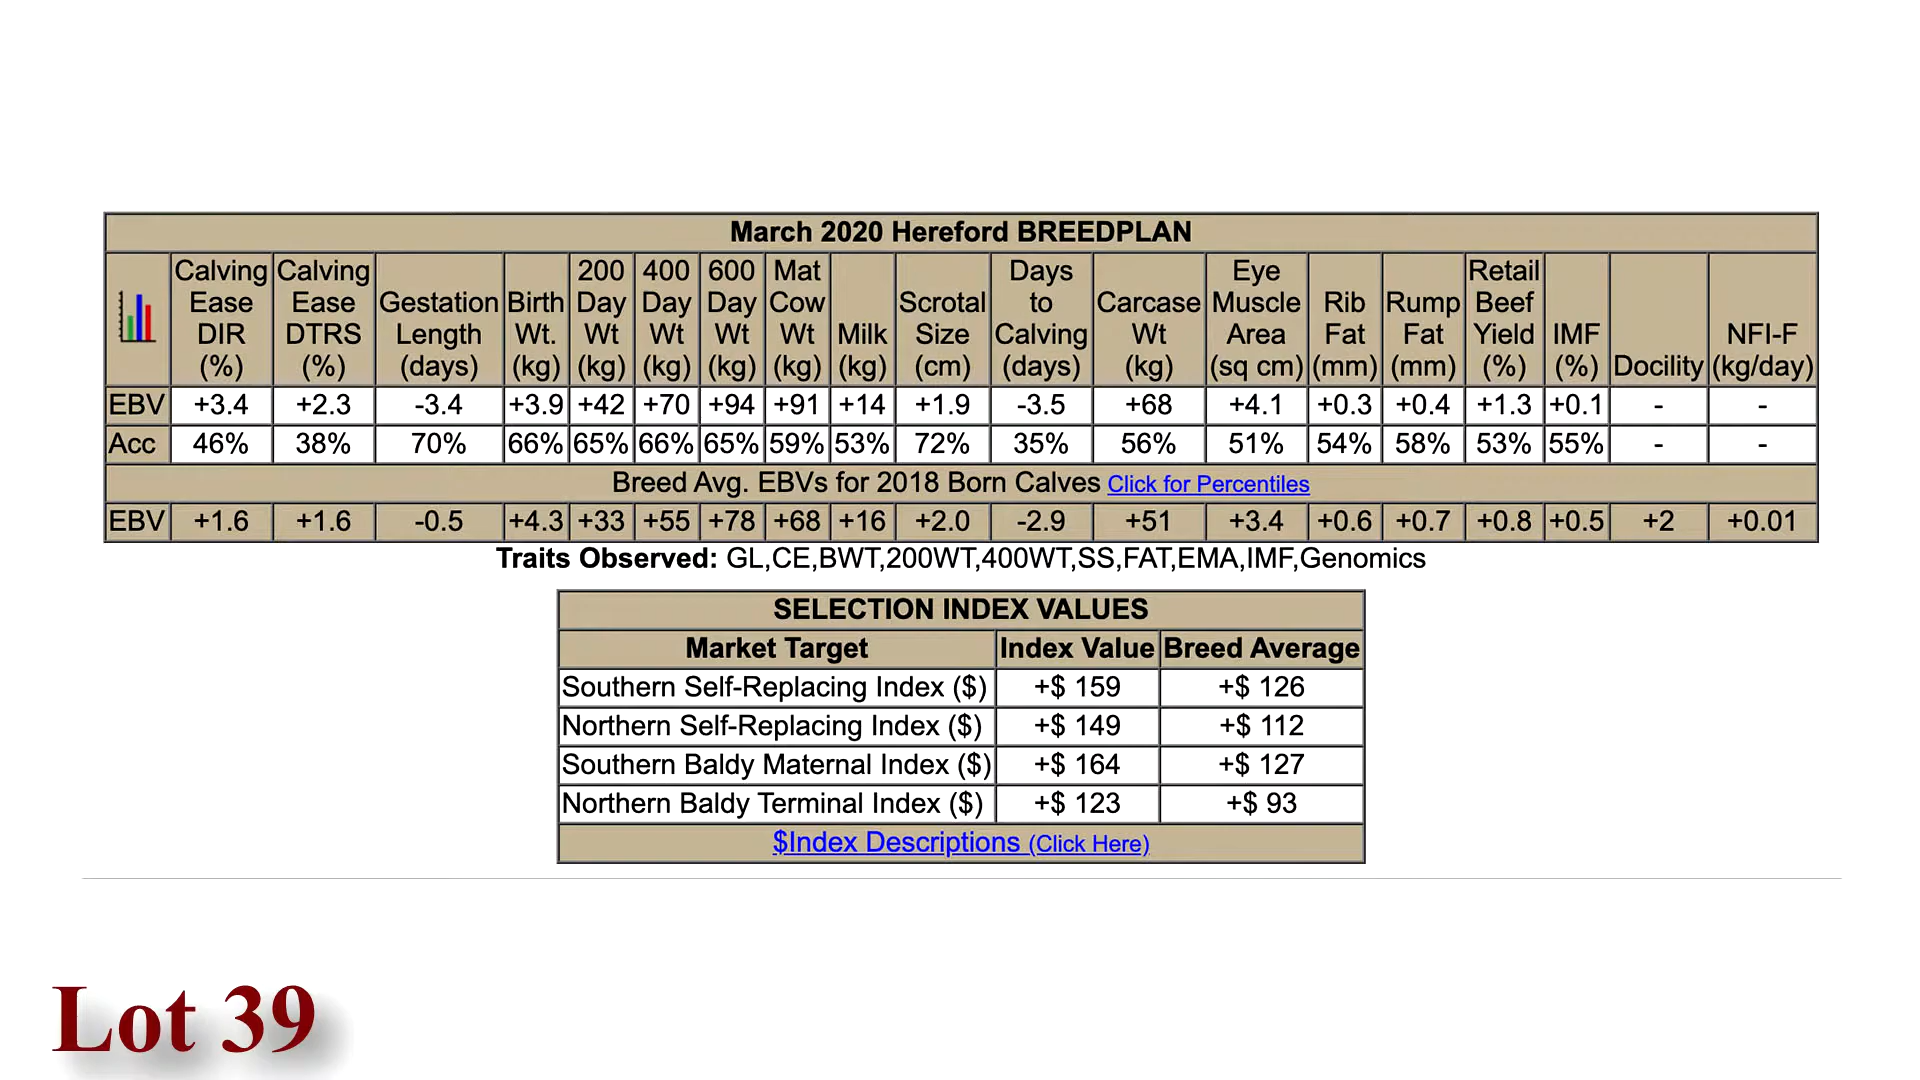 March 2020 Hereford BREEDPLAN
Calving Ease DIR (%) Calving Ease DTRS (%) Gestation Length (days) Birth Wt. (kg) 200 Day Wt (kg) 400 Day Wt (kg) 600 Day Wt (kg) Mat Cow Wt (kg) Milk (kg) Scrotal Size (cm) Days to Calving (days) Carcase Wt (kg) Eye Muscle Area (sq cm) Rib Fat (mm) Rump Fat (mm) Retail Beef Yield (%) IMF (%) Docility NFI-F (kg/day)
EBV +3.4 +2.3 -3.4 +3.9 +42 +70 +94 +91 +14 +1.9 -3.5 +68 +4.1 +0.3 +0.4 +1.3 +0.1 - -
Acc 46% 38% 70% 66% 65% 66% 65% 59% 53% 72% 35% 56% 51% 54% 58% 53% 55% - -
Breed Avg. EBVs for 2018 Born Calves Click for Percentiles
EBV +1.6 +1.6 -0.5 +4.3 +33 +55 +78 +68 +16 +2.0 -2.9 +51 +3.4 +0.6 +0.7 +0.8 +0.5 +2 +0.01
Traits Observed: GL,CE,BWT,200WT,400WT,SS,FAT,EMA,IMF,Genomics
SELECTION INDEX VALUES
Market Target Index Value Breed Average
Southern Self-Replacing Index ($) +$ 159 +$ 126
Northern Self-Replacing Index ($) +$ 149 +$ 112
Southern Baldy Maternal Index ($) +$ 164 +$ 127
Northern Baldy Terminal Index ($) +$ 123 +$ 93
$Index Descriptions (Click Here)
Lot 39